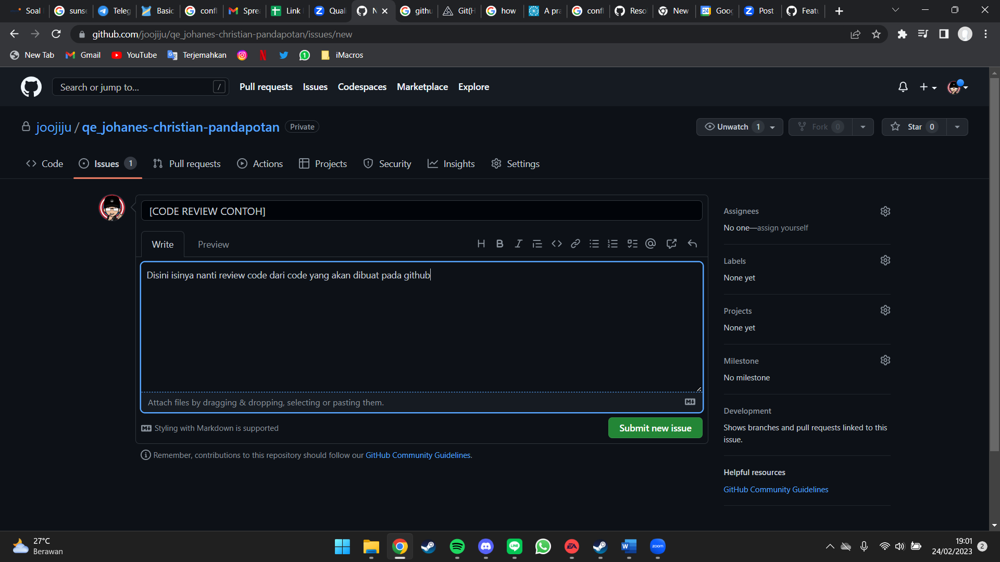 Soal
sunse
Teleg
Basic
confl
Sprea
Link
Quali
N
githu
Git(H
how
A pra
confl
Reso
New
Goog
Post
Featu
github.com/joojiju/qe_johanes-christian-pandapotan/issues/new
New Tab
Gmail
YouTube
Terjemahkan
iMacros
Search or jump to...
/
Pull requests
Issues
Codespaces
Marketplace
Explore
joojiju / qe_johanes-christian-pandapotan
Private
Unwatch 1
Fork 0
Star 0
Code
Issues 1
Pull requests
Actions
Projects
Security
Insights
Settings
[CODE REVIEW CONTOH]
Write
Preview
Disini isinya nanti review code dari code yang akan dibuat pada github
Attach files by dragging & dropping, selecting or pasting them.
Styling with Markdown is supported
Submit new issue
Remember, contributions to this repository should follow our GitHub Community Guidelines.
Assignees
No one—assign yourself
Labels
None yet
Projects
None yet
Milestone
No milestone
Development
Shows branches and pull requests linked to this
issue.
Helpful resources
GitHub Community Guidelines
27°C
Berawan
19:01
24/02/2023
2